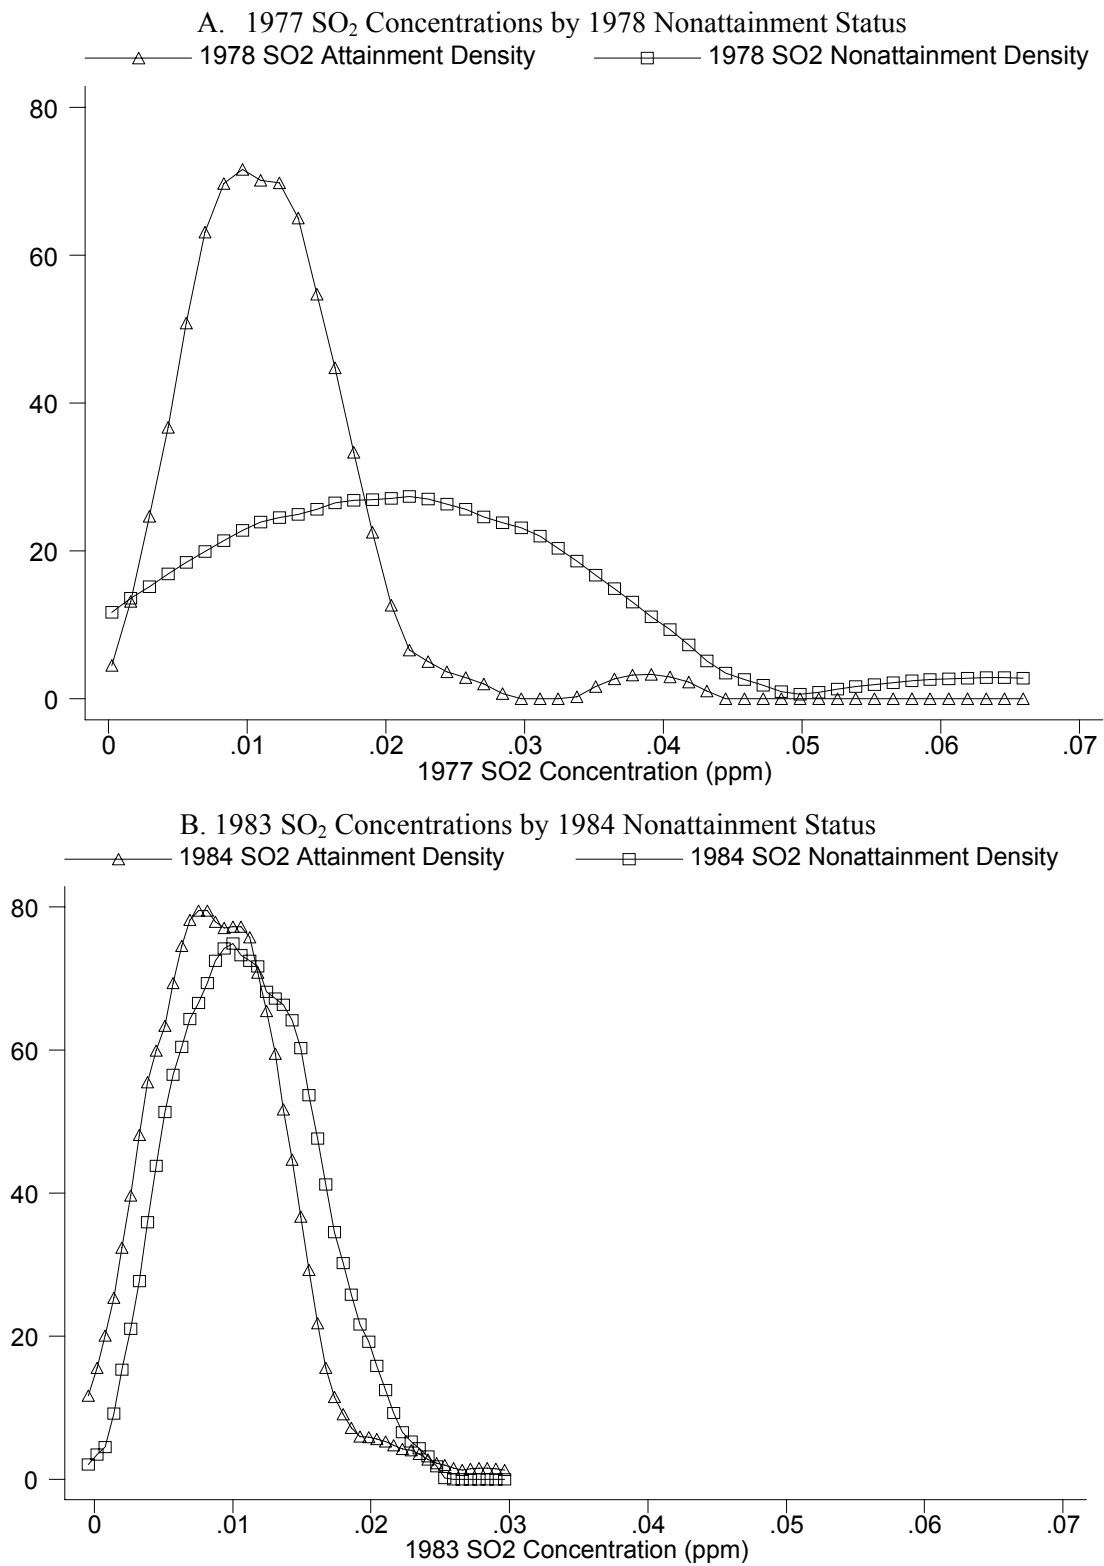 A. 1977 SO₂ Concentrations by 1978 Nonattainment Status
1978 SO2 Attainment Density 1978 SO2 Nonattainment Density
80
60
40
20
0
0 .01 .02 .03 .04 .05 .06 .07
1977 SO2 Concentration (ppm)
B. 1983 SO₂ Concentrations by 1984 Nonattainment Status
1984 SO2 Attainment Density 1984 SO2 Nonattainment Density
80
60
40
20
0
0 .01 .02 .03 .04 .05 .06 .07
1983 SO2 Concentration (ppm)